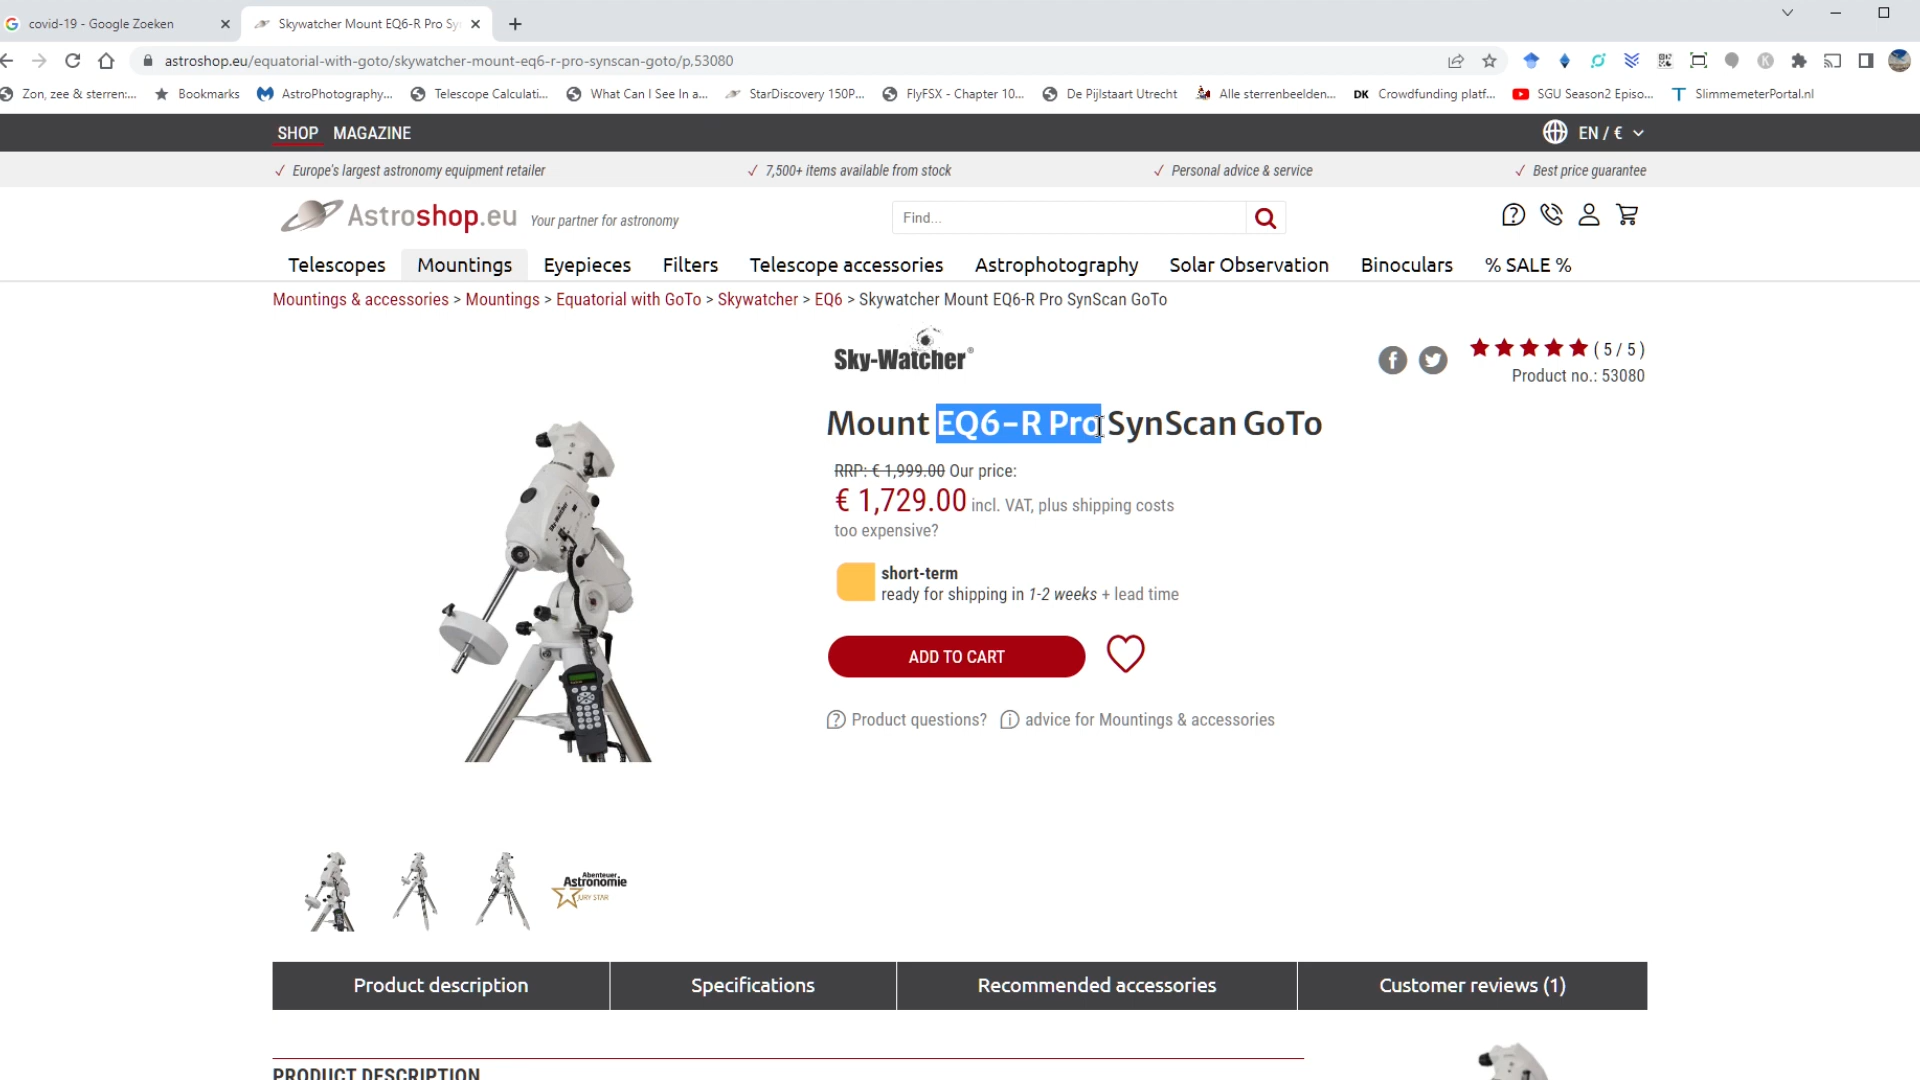 covid-19 - Google Zoeken
Skywatcher Mount EQ6-R Pro Sy
astroshop.eu/equatorial-with-goto/skywatcher-mount-eq6-r-pro-synscan-goto/p,53080
Zon, zee & sterren:... Bookmarks AstroPhotography... Telescope Calculati... What Can I See In a... StarDiscovery 150P... FlyFSX - Chapter 10... De Pijlstaart Utrecht Alle sterrenbeelden... DK Crowdfunding platf... SGU Season2 Episo... SlimmemeterPortal.nl
SHOP MAGAZINE EN / €
✓ Europe's largest astronomy equipment retailer ✓ 7,500+ items available from stock ✓ Personal advice & service ✓ Best price guarantee
Astroshop.eu Your partner for astronomy Find...
Telescopes Mountings Eyepieces Filters Telescope accessories Astrophotography Solar Observation Binoculars % SALE %
Mountings & accessories > Mountings > Equatorial with GoTo > Skywatcher > EQ6 > Skywatcher Mount EQ6-R Pro SynScan GoTo
Sky-Watcher®
( 5 / 5 )
Product no.: 53080
Mount EQ6-R Pro SynScan GoTo
RRP: € 1,999.00 Our price:
€ 1,729.00 incl. VAT, plus shipping costs
too expensive?
short-term
ready for shipping in 1-2 weeks + lead time
ADD TO CART
Product questions? advice for Mountings & accessories
Abenteuer
Astronomie
JURY STAR
Product description Specifications Recommended accessories Customer reviews (1)
PRODUCT DESCRIPTION